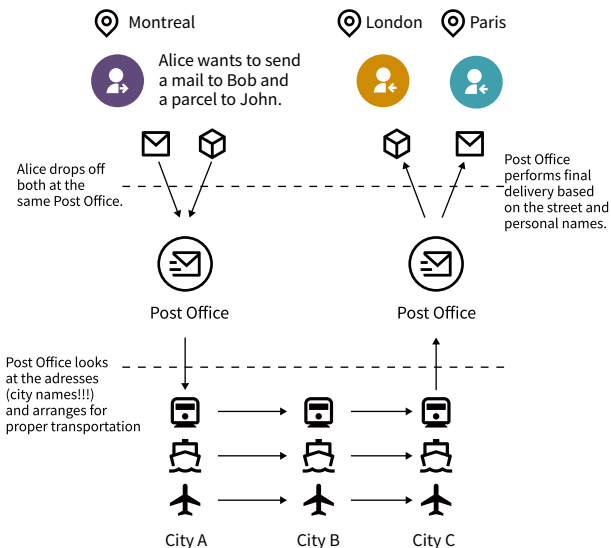 Montreal
London
Paris
Alice wants to send
a mail to Bob and
a parcel to John.
Alice drops off
both at the
same Post Office.
Post Office
performs final
delivery based
on the street and
personal names.
Post Office
Post Office
Post Office looks
at the adresses
(city names!!!)
and arranges for
proper transportation
City A
City B
City C